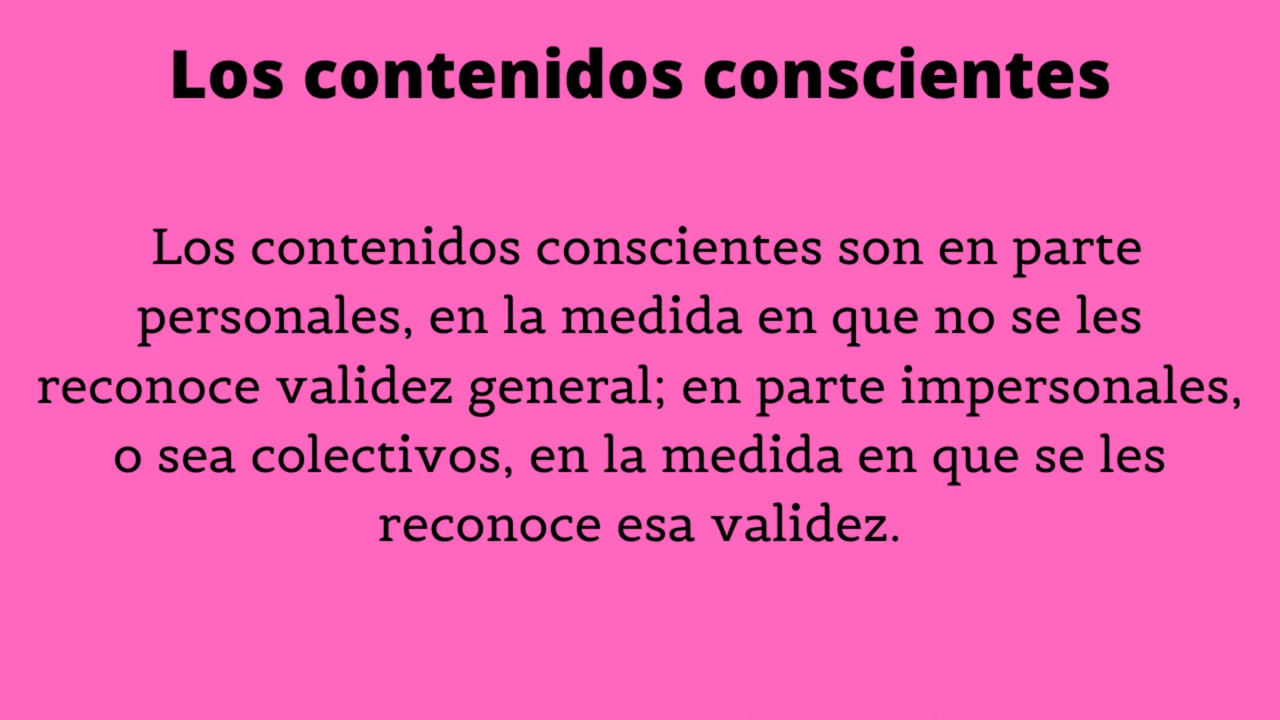 Los contenidos conscientes
Los contenidos conscientes son en parte
personales, en la medida en que no se les
reconoce validez general; en parte impersonales,
o sea colectivos, en la medida en que se les
reconoce esa validez.